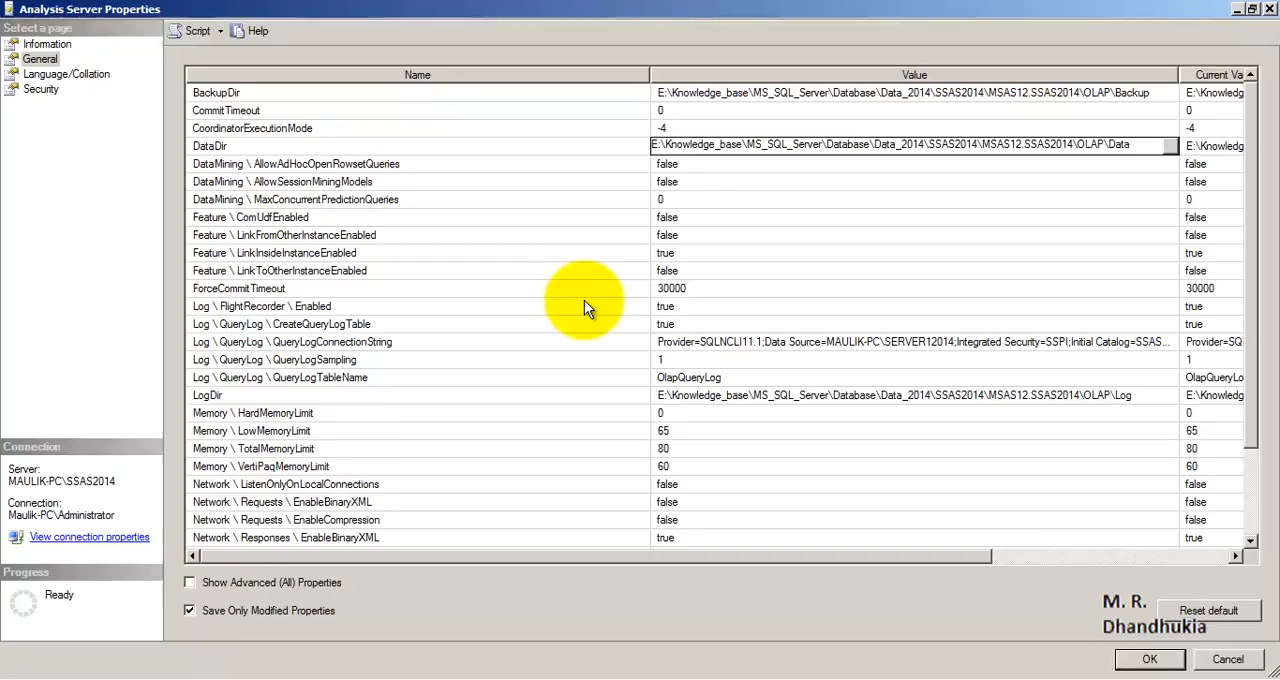 Analysis Server Properties
Select a page
Information
General
Language/Collation
Security
Script Help
Name Value Current Va
BackupDir E:\Knowledge_base\MS_SQL_Server\Database\Data_2014\SSAS2014\MSAS12.SSAS2014\OLAP\Backup E:\Knowledg
CommitTimeout 0 0
CoordinatorExecutionMode -4 -4
DataDir E:\Knowledge_base\MS_SQL_Server\Database\Data_2014\SSAS2014\MSAS12.SSAS2014\OLAP\Data E:\Knowledg
DataMining \ AllowAdHocOpenRowsetQueries false false
DataMining \ AllowSessionMiningModels false false
DataMining \ MaxConcurrentPredictionQueries 0 0
Feature \ ComUdfEnabled false false
Feature \ LinkFromOtherInstanceEnabled false false
Feature \ LinkInsideInstanceEnabled true true
Feature \ LinkToOtherInstanceEnabled false false
ForceCommitTimeout 30000 30000
Log \ FlightRecorder \ Enabled true true
Log \ QueryLog \ CreateQueryLogTable true true
Log \ QueryLog \ QueryLogConnectionString Provider=SQLNCLI11.1;Data Source=MAULIK-PC\SERVER12014;Integrated Security=SSPI;Initial Catalog=SSAS... Provider=SQ
Log \ QueryLog \ QueryLogSampling 1 1
Log \ QueryLog \ QueryLogTableName OlapQueryLog OlapQueryLo
LogDir E:\Knowledge_base\MS_SQL_Server\Database\Data_2014\SSAS2014\MSAS12.SSAS2014\OLAP\Log E:\Knowledg
Memory \ HardMemoryLimit 0 0
Memory \ LowMemoryLimit 65 65
Memory \ TotalMemoryLimit 80 80
Memory \ VertiPaqMemoryLimit 60 60
Network \ ListenOnlyOnLocalConnections false false
Network \ Requests \ EnableBinaryXML false false
Network \ Requests \ EnableCompression false false
Network \ Responses \ EnableBinaryXML true true
Connection
Server:
MAULIK-PC\SSAS2014
Connection:
Maulik-PC\Administrator
View connection properties
Progress
Ready
Show Advanced (All) Properties
Save Only Modified Properties
M. R.
Dhandhukia
Reset default
OK Cancel